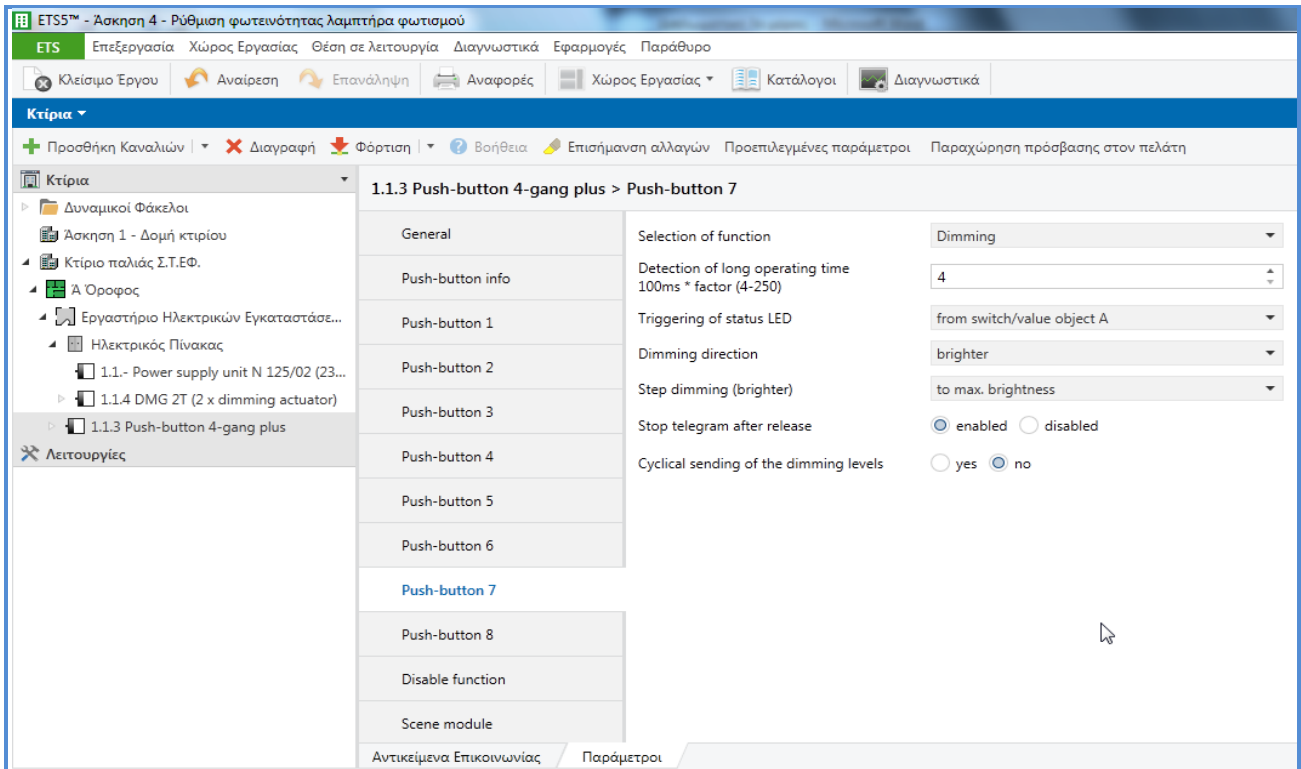 ETS5™ - Άσκηση 4 - Ρύθμιση φωτεινότητας λαμπτήρα φωτισμού
ETS Επεξεργασία Χώρος Εργασίας Θέση σε λειτουργία Διαγνωστικά Εφαρμογές Παράθυρο
Κλείσιμο Έργου Αναίρεση Επανάληψη Αναφορές Χώρος Εργασίας Κατάλογοι Διαγνωστικά
Κτίρια
Προσθήκη Καναλιών Διαγραφή Φόρτιση Βοήθεια Επισήμανση αλλαγών Προεπιλεγμένες παράμετροι Παραχώρηση πρόσβασης στον πελάτη
Κτίρια
Δυναμικοί Φάκελοι
Άσκηση 1 - Δομή κτιρίου
Κτίριο παλιάς Σ.Τ.ΕΦ.
Ά Όροφος
Εργαστήριο Ηλεκτρικών Εγκαταστάσε...
Ηλεκτρικός Πίνακας
1.1.- Power supply unit N 125/02 (23...
1.1.4 DMG 2T (2 x dimming actuator)
1.1.3 Push-button 4-gang plus
Λειτουργίες
1.1.3 Push-button 4-gang plus > Push-button 7
General
Push-button info
Push-button 1
Push-button 2
Push-button 3
Push-button 4
Push-button 5
Push-button 6
Push-button 7
Push-button 8
Disable function
Scene module
Selection of function Dimming
Detection of long operating time
100ms * factor (4-250) 4
Triggering of status LED from switch/value object A
Dimming direction brighter
Step dimming (brighter) to max. brightness
Stop telegram after release enabled disabled
Cyclical sending of the dimming levels yes no
Αντικείμενα Επικοινωνίας Παράμετροι